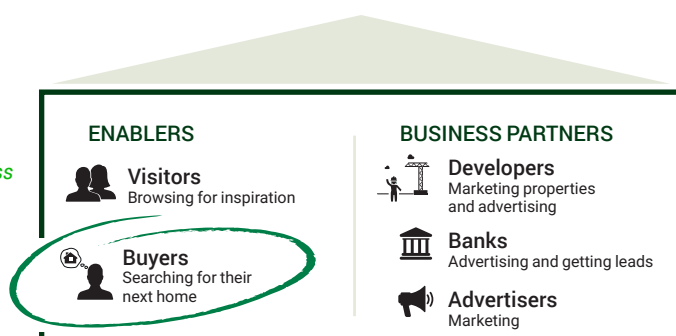 ENABLERS
Visitors
Browsing for inspiration
Buyers
Searching for their
next home
BUSINESS PARTNERS
Developers
Marketing properties
and advertising
Banks
Advertising and getting leads
Advertisers
Marketing